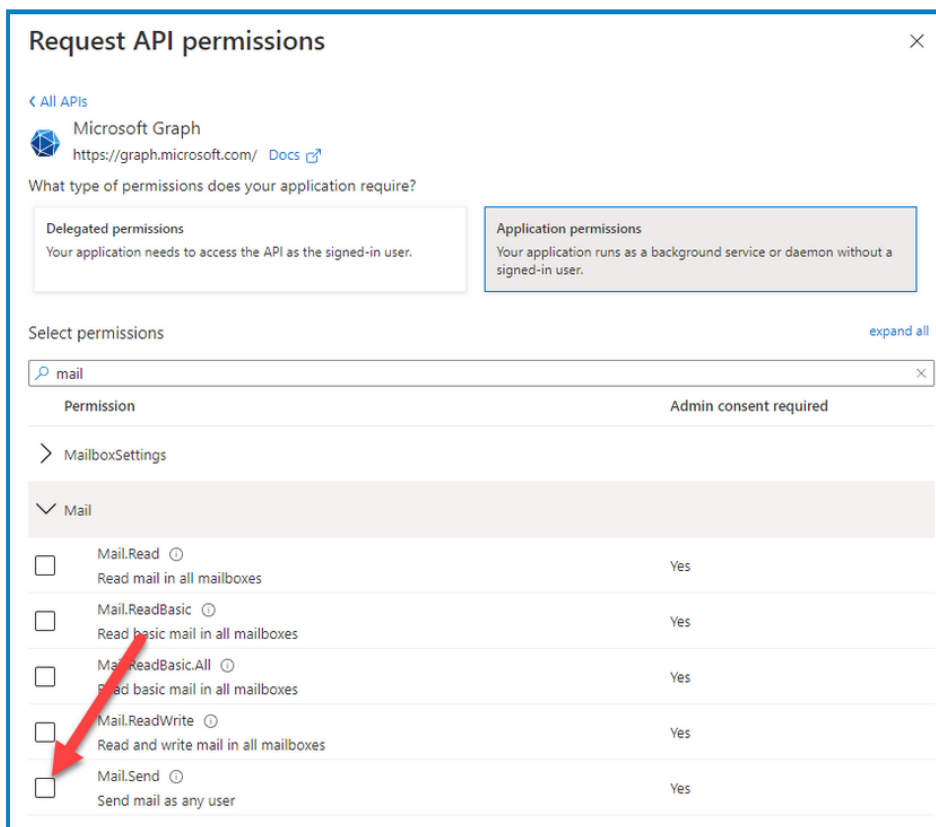 Request API permissions
All APIs
Microsoft Graph
https://graph.microsoft.com/ Docs
What type of permissions does your application require?
Delegated permissions
Your application needs to access the API as the signed-in user.
Application permissions
Your application runs as a background service or daemon without a
signed-in user.
Select permissions
expand all
mail
Permission
Admin consent required
MailboxSettings
Mail
Mail.Read
Read mail in all mailboxes
Yes
Mail.ReadBasic
Read basic mail in all mailboxes
Yes
Mail.ReadBasic.All
Read basic mail in all mailboxes
Yes
Mail.ReadWrite
Read and write mail in all mailboxes
Yes
Mail.Send
Send mail as any user
Yes